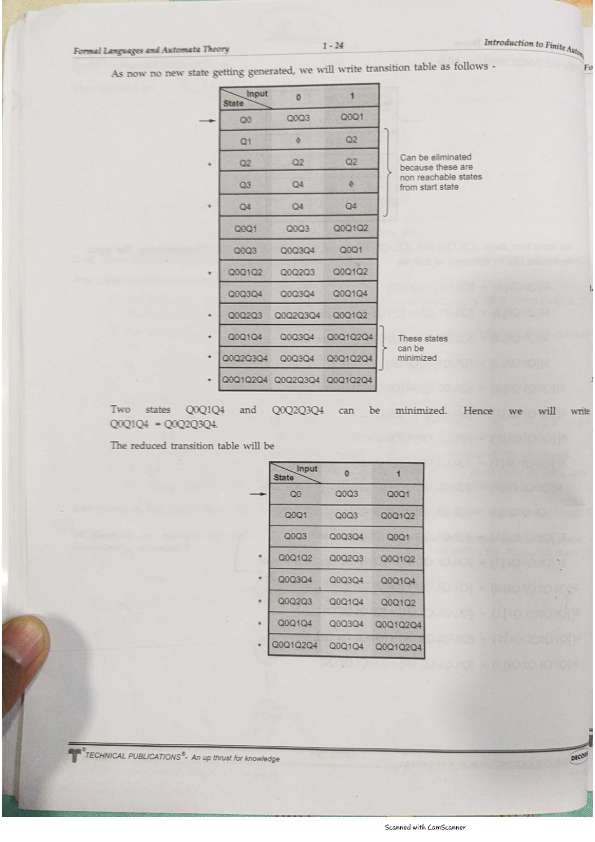 Formal Languages and Automata Theory 1 - 24 Introduction to Finite Autom
Fo
As now no new state getting generated, we will write transition table as follows -
Input
State 0 1
→ Q0 Q0Q3 Q0Q1
Q1 ϕ Q2
* Q2 Q2 Q2
Q3 Q4 ϕ
* Q4 Q4 Q4
Can be eliminated
because these are
non reachable states
from start state
Q0Q1 Q0Q3 Q0Q1Q2
Q0Q3 Q0Q3Q4 Q0Q1
* Q0Q1Q2 Q0Q2Q3 Q0Q1Q2
Q0Q3Q4 Q0Q3Q4 Q0Q1Q4
* Q0Q2Q3 Q0Q2Q3Q4 Q0Q1Q2
* Q0Q1Q4 Q0Q3Q4 Q0Q1Q2Q4
* Q0Q2Q3Q4 Q0Q3Q4 Q0Q1Q2Q4
* Q0Q1Q2Q4 Q0Q2Q3Q4 Q0Q1Q2Q4
These states
can be
minimized
Two states Q0Q1Q4 and Q0Q2Q3Q4 can be minimized. Hence we will write
Q0Q1Q4 = Q0Q2Q3Q4.
The reduced transition table will be
Input
State 0 1
→ Q0 Q0Q3 Q0Q1
Q0Q1 Q0Q3 Q0Q1Q2
Q0Q3 Q0Q3Q4 Q0Q1
* Q0Q1Q2 Q0Q2Q3 Q0Q1Q2
* Q0Q3Q4 Q0Q3Q4 Q0Q1Q4
* Q0Q2Q3 Q0Q1Q4 Q0Q1Q2
* Q0Q1Q4 Q0Q3Q4 Q0Q1Q2Q4
* Q0Q1Q2Q4 Q0Q1Q4 Q0Q1Q2Q4
TECHNICAL PUBLICATIONS® - An up thrust for knowledge
DECODE
Scanned with CamScanner